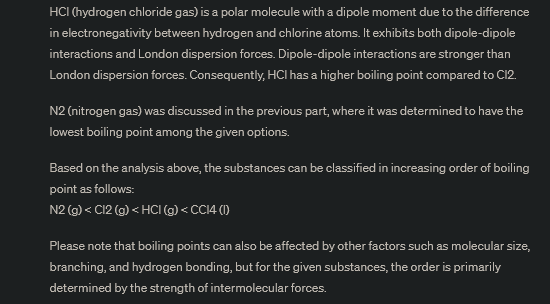 HCl (hydrogen chloride gas) is a polar molecule with a dipole moment due to the difference
in electronegativity between hydrogen and chlorine atoms. It exhibits both dipole-dipole
interactions and London dispersion forces. Dipole-dipole interactions are stronger than
London dispersion forces. Consequently, HCl has a higher boiling point compared to Cl2.
N2 (nitrogen gas) was discussed in the previous part, where it was determined to have the
lowest boiling point among the given options.
Based on the analysis above, the substances can be classified in increasing order of boiling
point as follows:
N2 (g) < Cl2 (g) < HCl (g) < CCl4 (l)
Please note that boiling points can also be affected by other factors such as molecular size,
branching, and hydrogen bonding, but for the given substances, the order is primarily
determined by the strength of intermolecular forces.